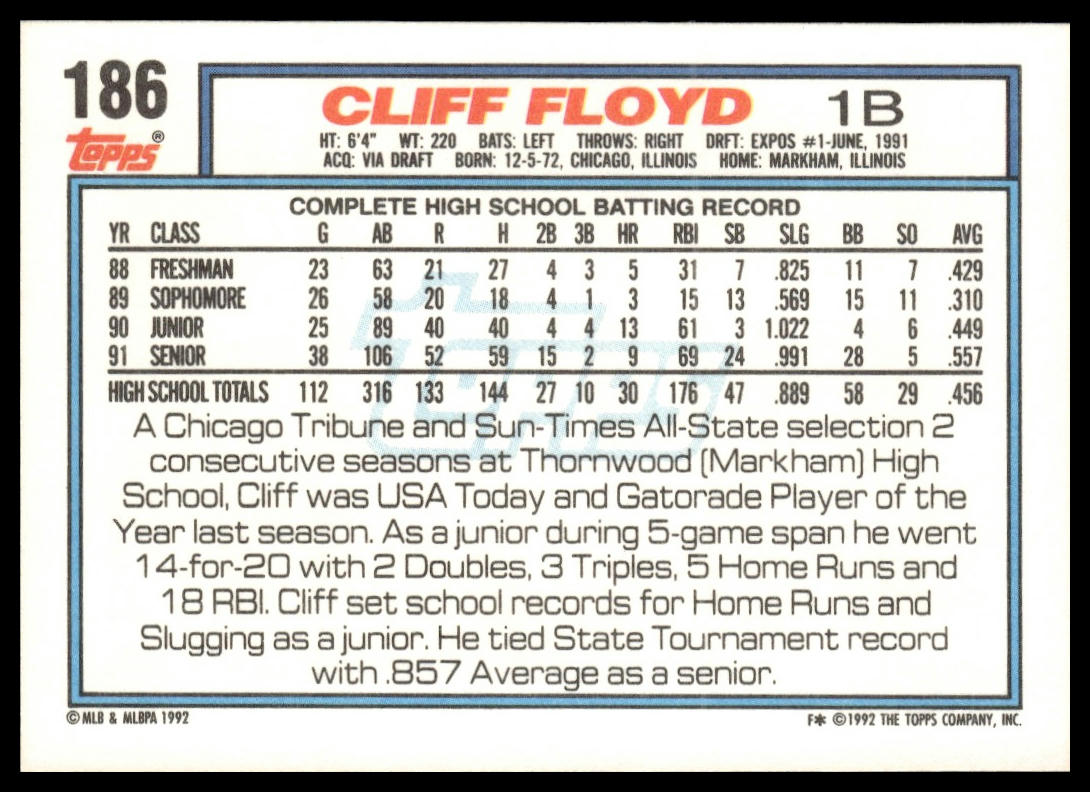 186
Topps®
CLIFF FLOYD 1B
HT: 6'4" WT: 220 BATS: LEFT THROWS: RIGHT DRFT: EXPOS #1-JUNE, 1991
ACQ: VIA DRAFT BORN: 12-5-72, CHICAGO, ILLINOIS HOME: MARKHAM, ILLINOIS
COMPLETE HIGH SCHOOL BATTING RECORD
YR CLASS G AB R H 2B 3B HR RBI SB SLG BB SO AVG
88 FRESHMAN 23 63 21 27 4 3 5 31 7 .825 11 7 .429
89 SOPHOMORE 26 58 20 18 4 1 3 15 13 .569 15 11 .310
90 JUNIOR 25 89 40 40 4 4 13 61 3 1.022 4 6 .449
91 SENIOR 38 106 52 59 15 2 9 69 24 .991 28 5 .557
HIGH SCHOOL TOTALS 112 316 133 144 27 10 30 176 47 .889 58 29 .456
Topps
A Chicago Tribune and Sun-Times All-State selection 2
consecutive seasons at Thornwood (Markham) High
School, Cliff was USA Today and Gatorade Player of the
Year last season. As a junior during 5-game span he went
14-for-20 with 2 Doubles, 3 Triples, 5 Home Runs and
18 RBI. Cliff set school records for Home Runs and
Slugging as a junior. He tied State Tournament record
with .857 Average as a senior.
© MLB & MLBPA 1992 F✱ © 1992 THE TOPPS COMPANY, INC.